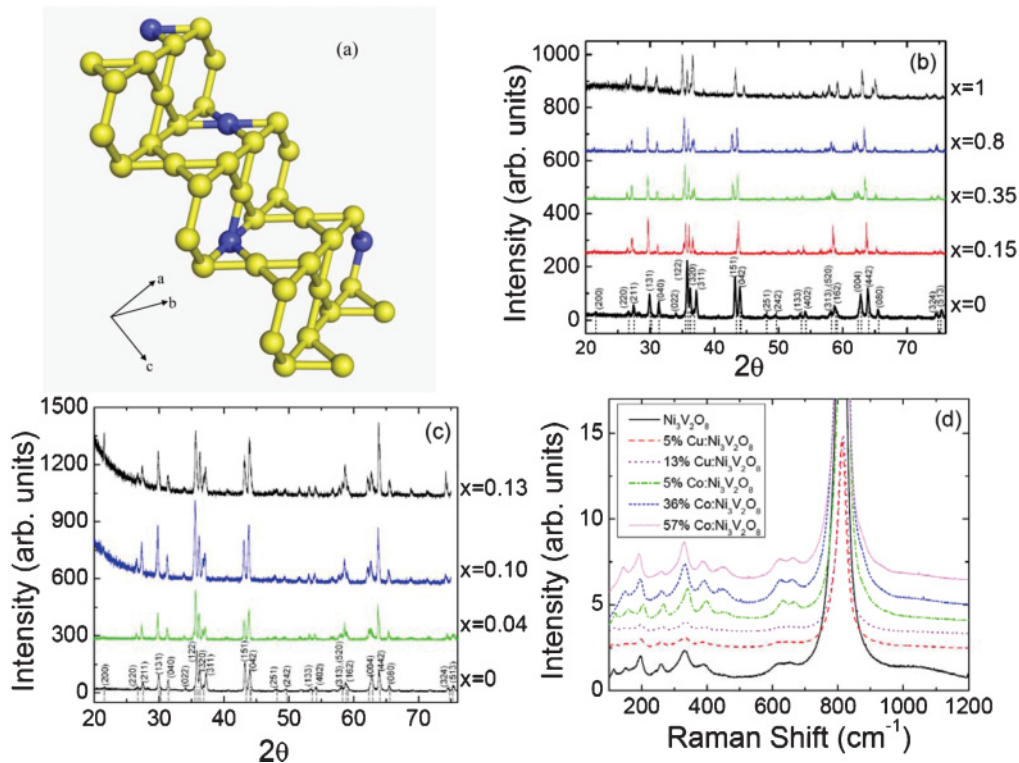 (a)
a
b
c
(b)
Intensity (arb. units)
1000
800
600
400
200
0
x=1
x=0.8
x=0.35
x=0.15
x=0
(200)
(220)
(211)
(131)
(040)
(022)
(122)
(320)
(311)
(151)
(042)
(251)
(242)
(133)
(402)
(313), (520)
(162)
(004)
(442)
(080)
(324)
(513)
20 30 40 50 60 70
2θ
(c)
Intensity (arb. units)
1500
1200
900
600
300
0
x=0.13
x=0.10
x=0.04
x=0
(200)
(220)
(211)
(131)
(040)
(022)
(122)
(320)
(311)
(151)
(042)
(251)
(242)
(133)
(402)
(313), (520)
(162)
(004)
(442)
(080)
(324)
(513)
20 30 40 50 60 70
2θ
(d)
Intensity (arb. units)
15
10
5
0
Ni₃V₂O₈
5% Cu:Ni₃V₂O₈
13% Cu:Ni₃V₂O₈
5% Co:Ni₃V₂O₈
36% Co:Ni₃V₂O₈
57% Co:Ni₃V₂O₈
200 400 600 800 1000 1200
Raman Shift (cm⁻¹)